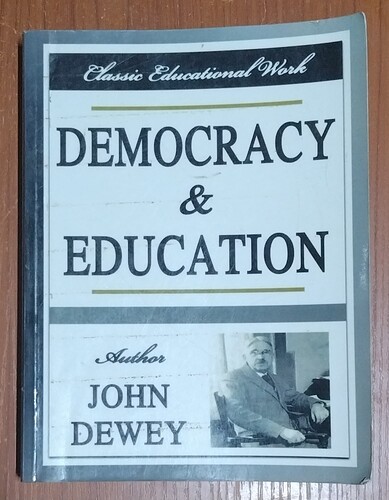 Classic Educational Work
DEMOCRACY
&
EDUCATION
Author
JOHN
DEWEY